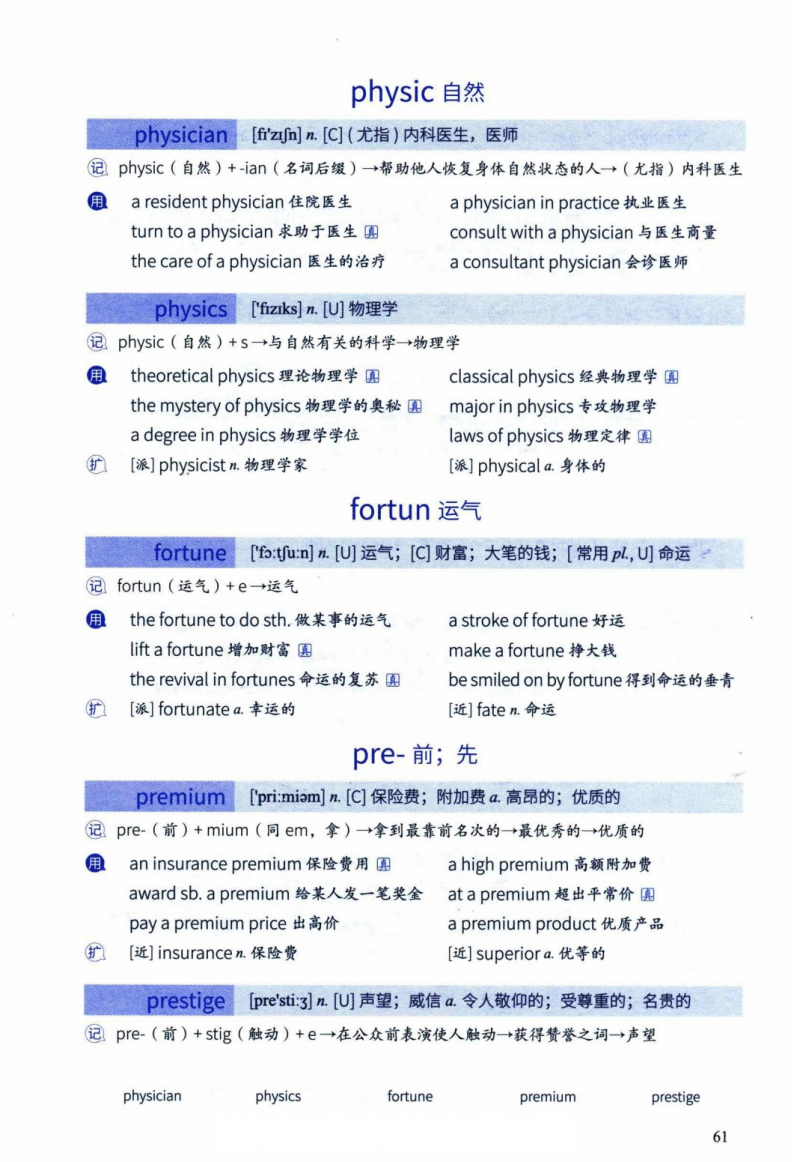 physic 自然
physician [fɪ'zɪʃn] n. [C] (尤指) 内科医生，医师
记 physic（自然）+ -ian（名词后缀）→帮助他人恢复身体自然状态的人→（尤指）内科医生
用 a resident physician 住院医生 a physician in practice 执业医生
turn to a physician 求助于医生 真 consult with a physician 与医生商量
the care of a physician 医生的治疗 a consultant physician 会诊医师
physics ['fɪzɪks] n. [U] 物理学
记 physic（自然）+ s→与自然有关的科学→物理学
用 theoretical physics 理论物理学 真 classical physics 经典物理学 真
the mystery of physics 物理学的奥秘 真 major in physics 专攻物理学
a degree in physics 物理学学位 laws of physics 物理定律 真
扩 [派] physicist n. 物理学家 [派] physical a. 身体的
fortun 运气
fortune ['fɔ:tʃu:n] n. [U] 运气；[C] 财富；大笔的钱；[常用 pl., U] 命运
记 fortun（运气）+ e→运气
用 the fortune to do sth. 做某事的运气 a stroke of fortune 好运
lift a fortune 增加财富 真 make a fortune 挣大钱
the revival in fortunes 命运的复苏 真 be smiled on by fortune 得到命运的垂青
扩 [派] fortunate a. 幸运的 [近] fate n. 命运
pre- 前；先
premium ['pri:miəm] n. [C] 保险费；附加费 a. 高昂的；优质的
记 pre-（前）+ mium（同 em，拿）→拿到最靠前名次的→最优秀的→优质的
用 an insurance premium 保险费用 真 a high premium 高额附加费
award sb. a premium 给某人发一笔奖金 at a premium 超出平常价 真
pay a premium price 出高价 a premium product 优质产品
扩 [近] insurance n. 保险费 [近] superior a. 优等的
prestige [pre'sti:ʒ] n. [U] 声望；威信 a. 令人敬仰的；受尊重的；名贵的
记 pre-（前）+ stig（触动）+ e→在公众前表演使人触动→获得赞誉之词→声望
physician physics fortune premium prestige
61